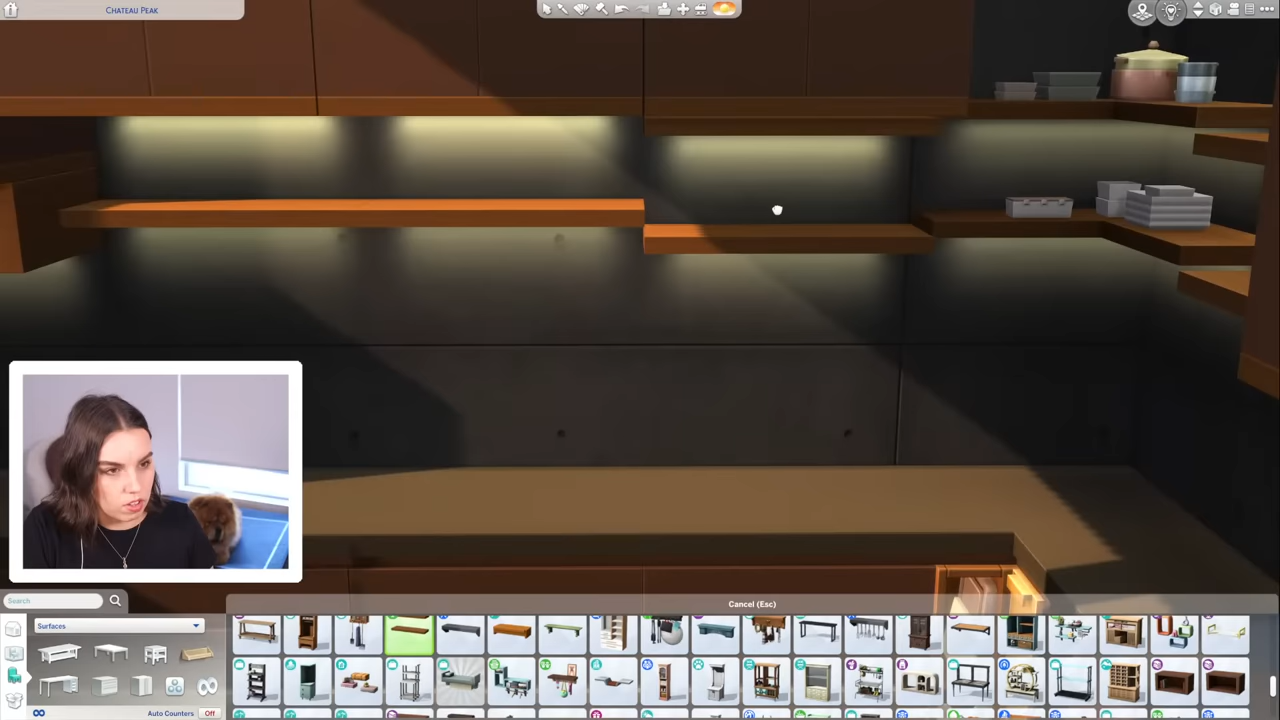 CHATEAU PEAK
Search
Cancel (Esc)
Surfaces
Auto Counters
Off